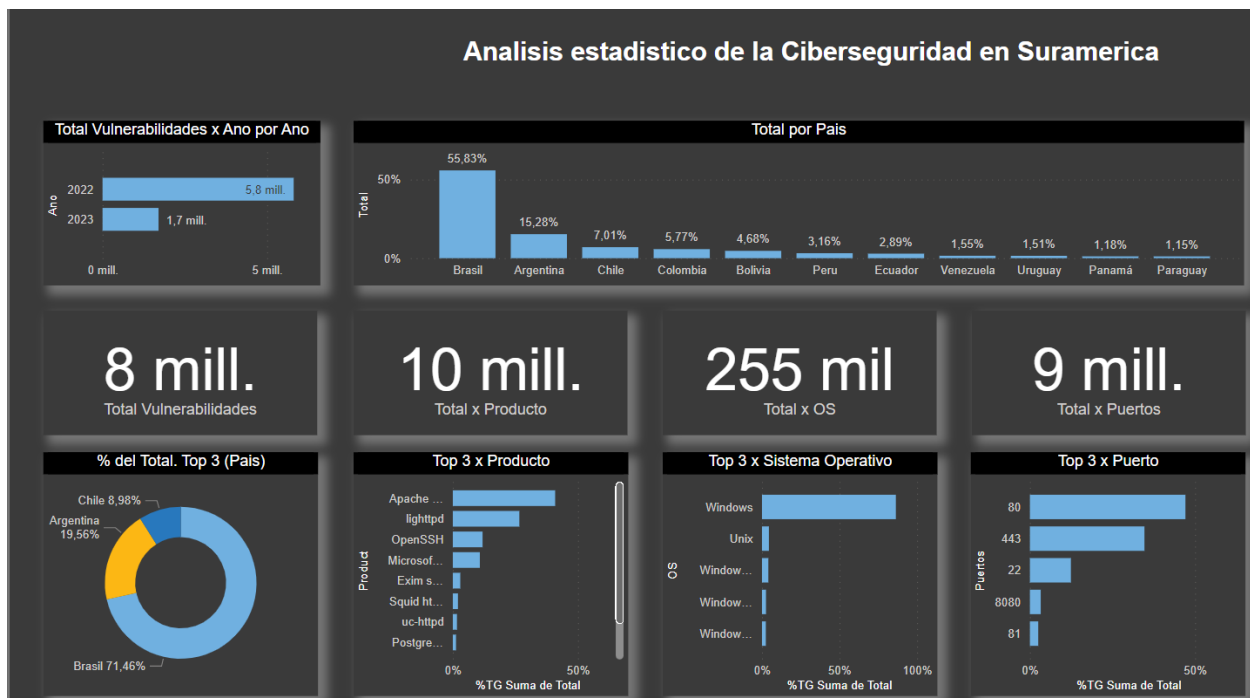 Analisis estadistico de la Ciberseguridad en Suramerica
Total Vulnerabilidades x Ano por Ano
Ano
2022
5,8 mill.
2023
1,7 mill.
0 mill.
5 mill.
Total por Pais
Total
50%
0%
55,83%
15,28%
7,01%
5,77%
4,68%
3,16%
2,89%
1,55%
1,51%
1,18%
1,15%
Brasil
Argentina
Chile
Colombia
Bolivia
Peru
Ecuador
Venezuela
Uruguay
Panamá
Paraguay
8 mill.
Total Vulnerabilidades
10 mill.
Total x Producto
255 mil
Total x OS
9 mill.
Total x Puertos
% del Total. Top 3 (Pais)
Chile 8,98%
Argentina
19,56%
Brasil 71,46%
Top 3 x Producto
Product
Apache ...
lighttpd
OpenSSH
Microsof...
Exim s...
Squid ht...
uc-httpd
Postgre...
0%
50%
%TG Suma de Total
Top 3 x Sistema Operativo
OS
Windows
Unix
Window...
Window...
Window...
0%
50%
100%
%TG Suma de Total
Top 3 x Puerto
Puertos
80
443
22
8080
81
0%
50%
%TG Suma de Total